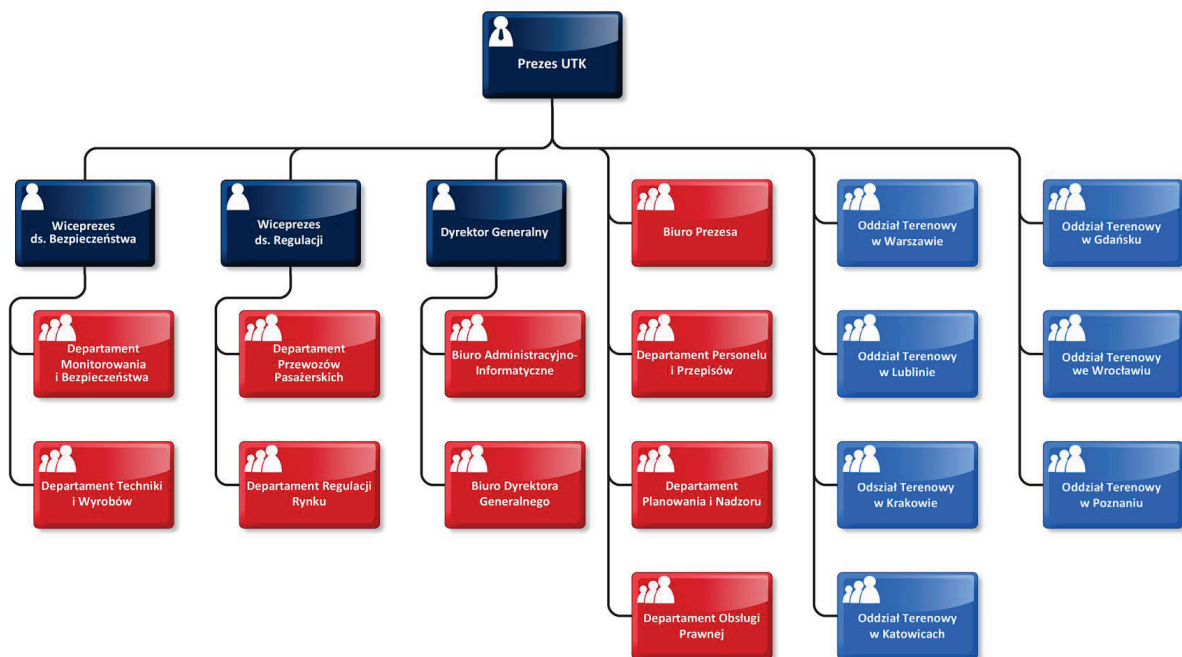 Prezes UTK
Wiceprezes
ds. Bezpieczeństwa
Wiceprezes
ds. Regulacji
Dyrektor Generalny
Biuro Prezesa
Oddział Terenowy
w Warszawie
Oddział Terenowy
w Gdańsku
Departament
Monitorowania
i Bezpieczeństwa
Departament
Przewozów
Pasażerskich
Biuro Administracyjno-
Informatyczne
Departament Personelu
i Przepisów
Oddział Terenowy
w Lublinie
Oddział Terenowy
we Wrocławiu
Departament Techniki
i Wyrobów
Departament Regulacji
Rynku
Biuro Dyrektora
Generalnego
Departament
Planowania i Nadzoru
Odsział Terenowy
w Krakowie
Oddział Terenowy
w Poznaniu
Departament Obsługi
Prawnej
Oddział Terenowy
w Katowicach